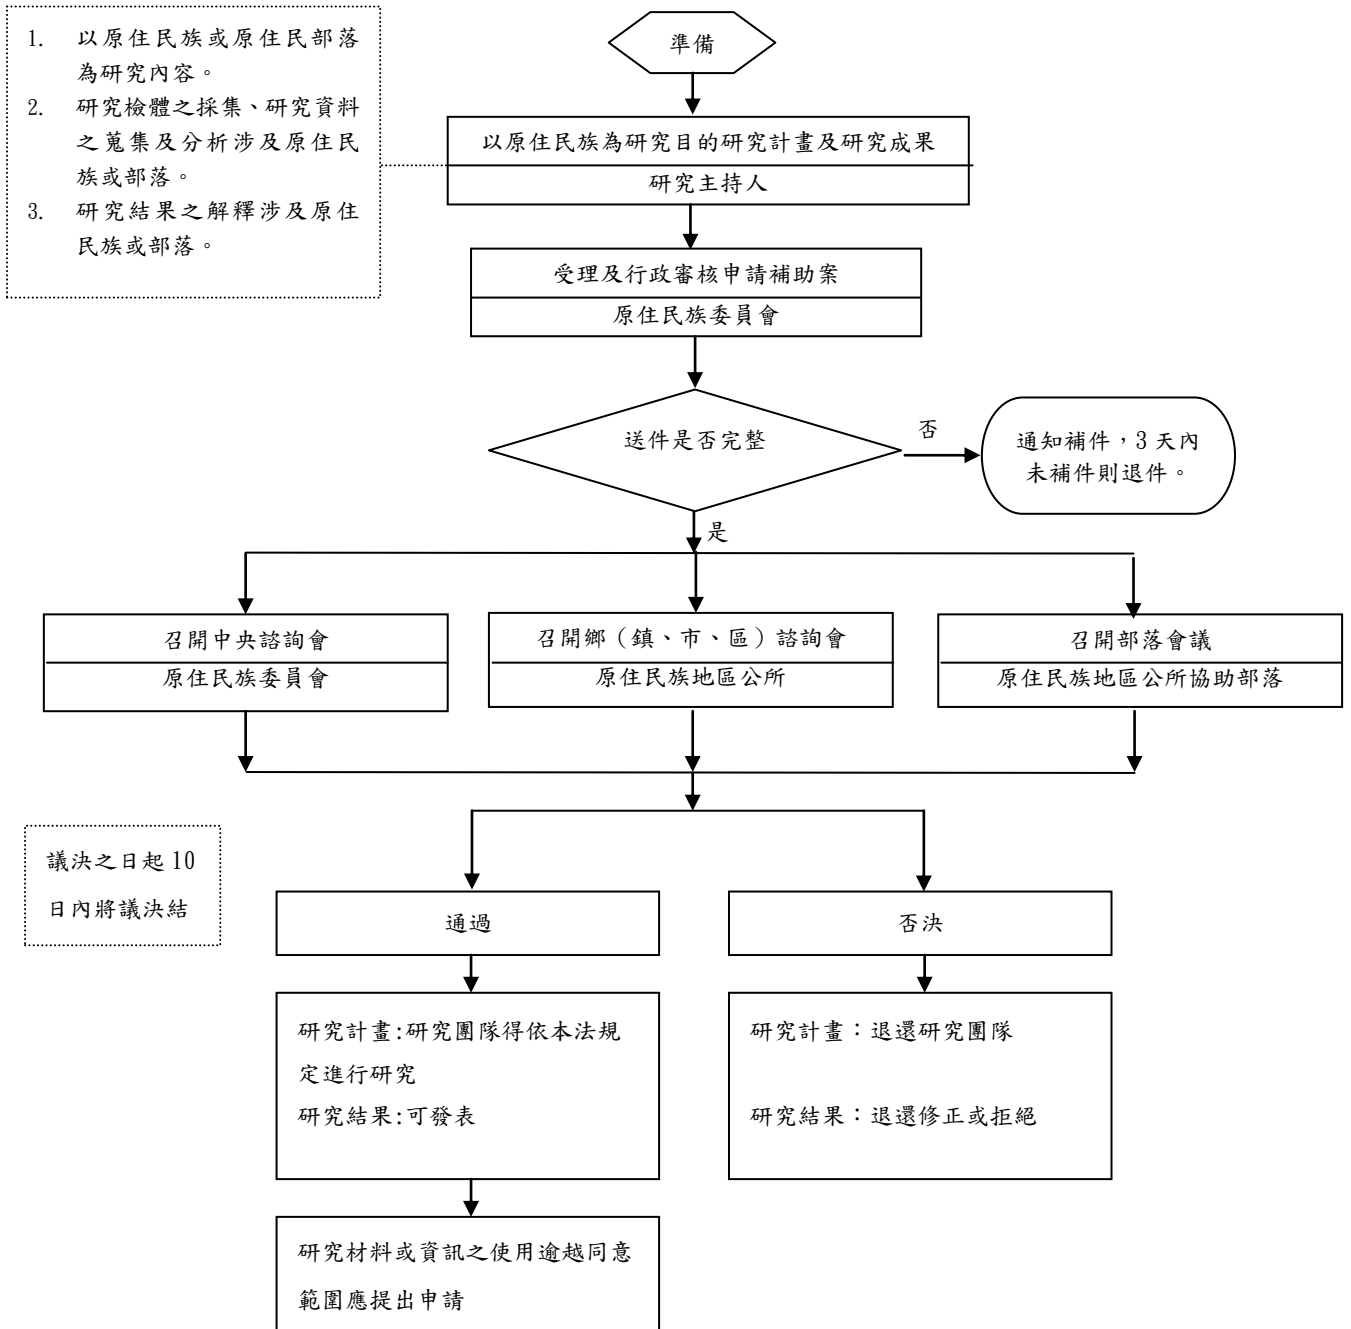 1. 以原住民族或原住民部落
為研究內容。
2. 研究檢體之採集、研究資料
之蒐集及分析涉及原住民
族或部落。
3. 研究結果之解釋涉及原住
民族或部落。
準備
以原住民族為研究目的研究計畫及研究成果
研究主持人
受理及行政審核申請補助案
原住民族委員會
送件是否完整
否
通知補件，3 天內
未補件則退件。
是
召開中央諮詢會
原住民族委員會
召開鄉（鎮、市、區）諮詢會
原住民族地區公所
召開部落會議
原住民族地區公所協助部落
議決之日起 10
日內將議決結
通過
否決
研究計畫:研究團隊得依本法規
定進行研究
研究結果:可發表
研究計畫：退還研究團隊
研究結果：退還修正或拒絕
研究材料或資訊之使用逾越同意
範圍應提出申請